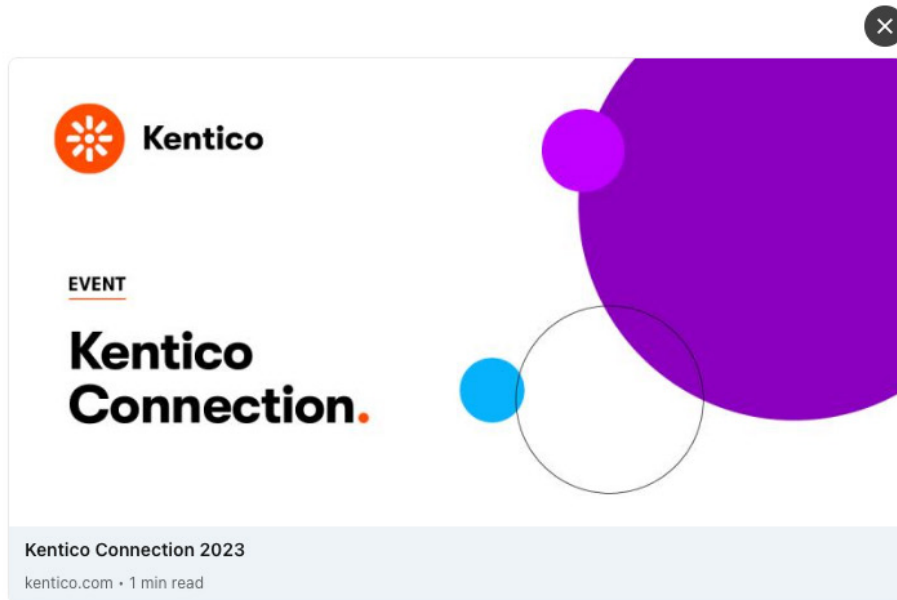 Kentico
EVENT
Kentico
Connection.
Kentico Connection 2023
kentico.com • 1 min read